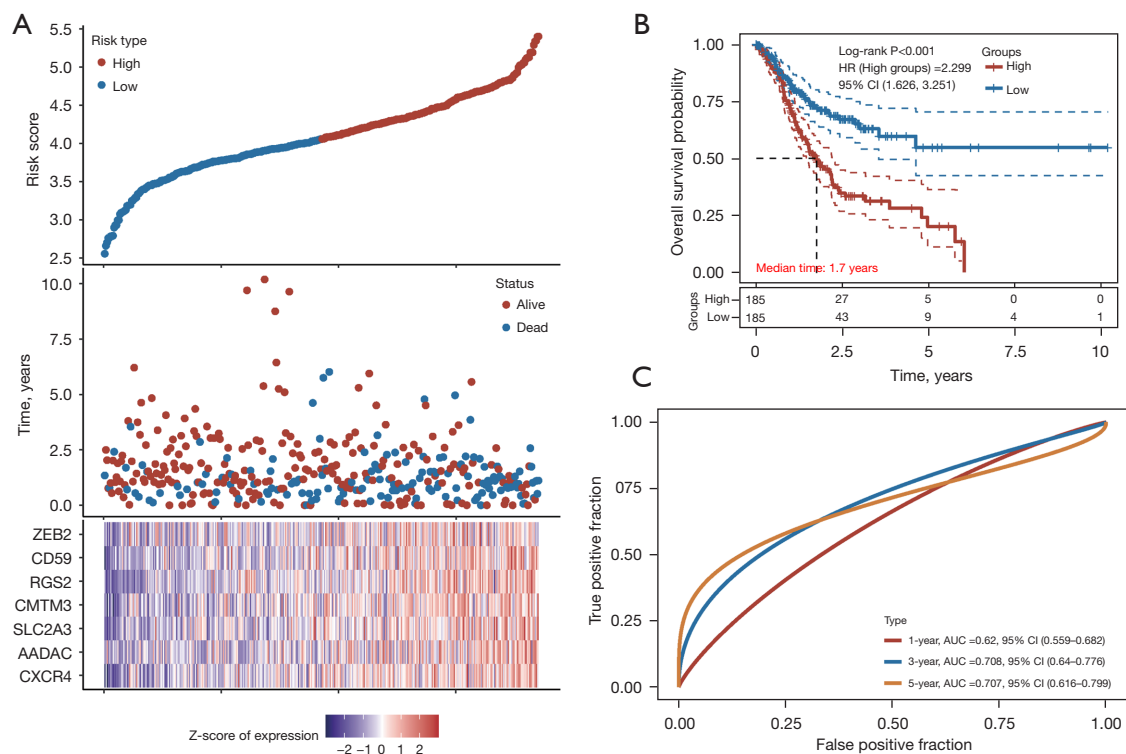 A
Risk score
5.5
5.0
4.5
4.0
3.5
3.0
2.5
Risk type
High
Low
Time, years
10.0
7.5
5.0
2.5
0.0
Status
Alive
Dead
ZEB2
CD59
RGS2
CMTM3
SLC2A3
AADAC
CXCR4
Z-score of expression
−2 −1 0 1 2
B
Overall survival probability
1.00
0.75
0.50
0.25
0.00
Log-rank P<0.001
HR (High groups) =2.299
95% CI (1.626, 3.251)
Groups
High
Low
Median time: 1.7 years
Groups
High 185 27 5 0 0
Low 185 43 9 4 1
0 2.5 5 7.5 10
Time, years
C
True positive fraction
1.00
0.75
0.50
0.25
0.00
Type
1-year, AUC =0.62, 95% CI (0.559–0.682)
3-year, AUC =0.708, 95% CI (0.64–0.776)
5-year, AUC =0.707, 95% CI (0.616–0.799)
0.00 0.25 0.50 0.75 1.00
False positive fraction